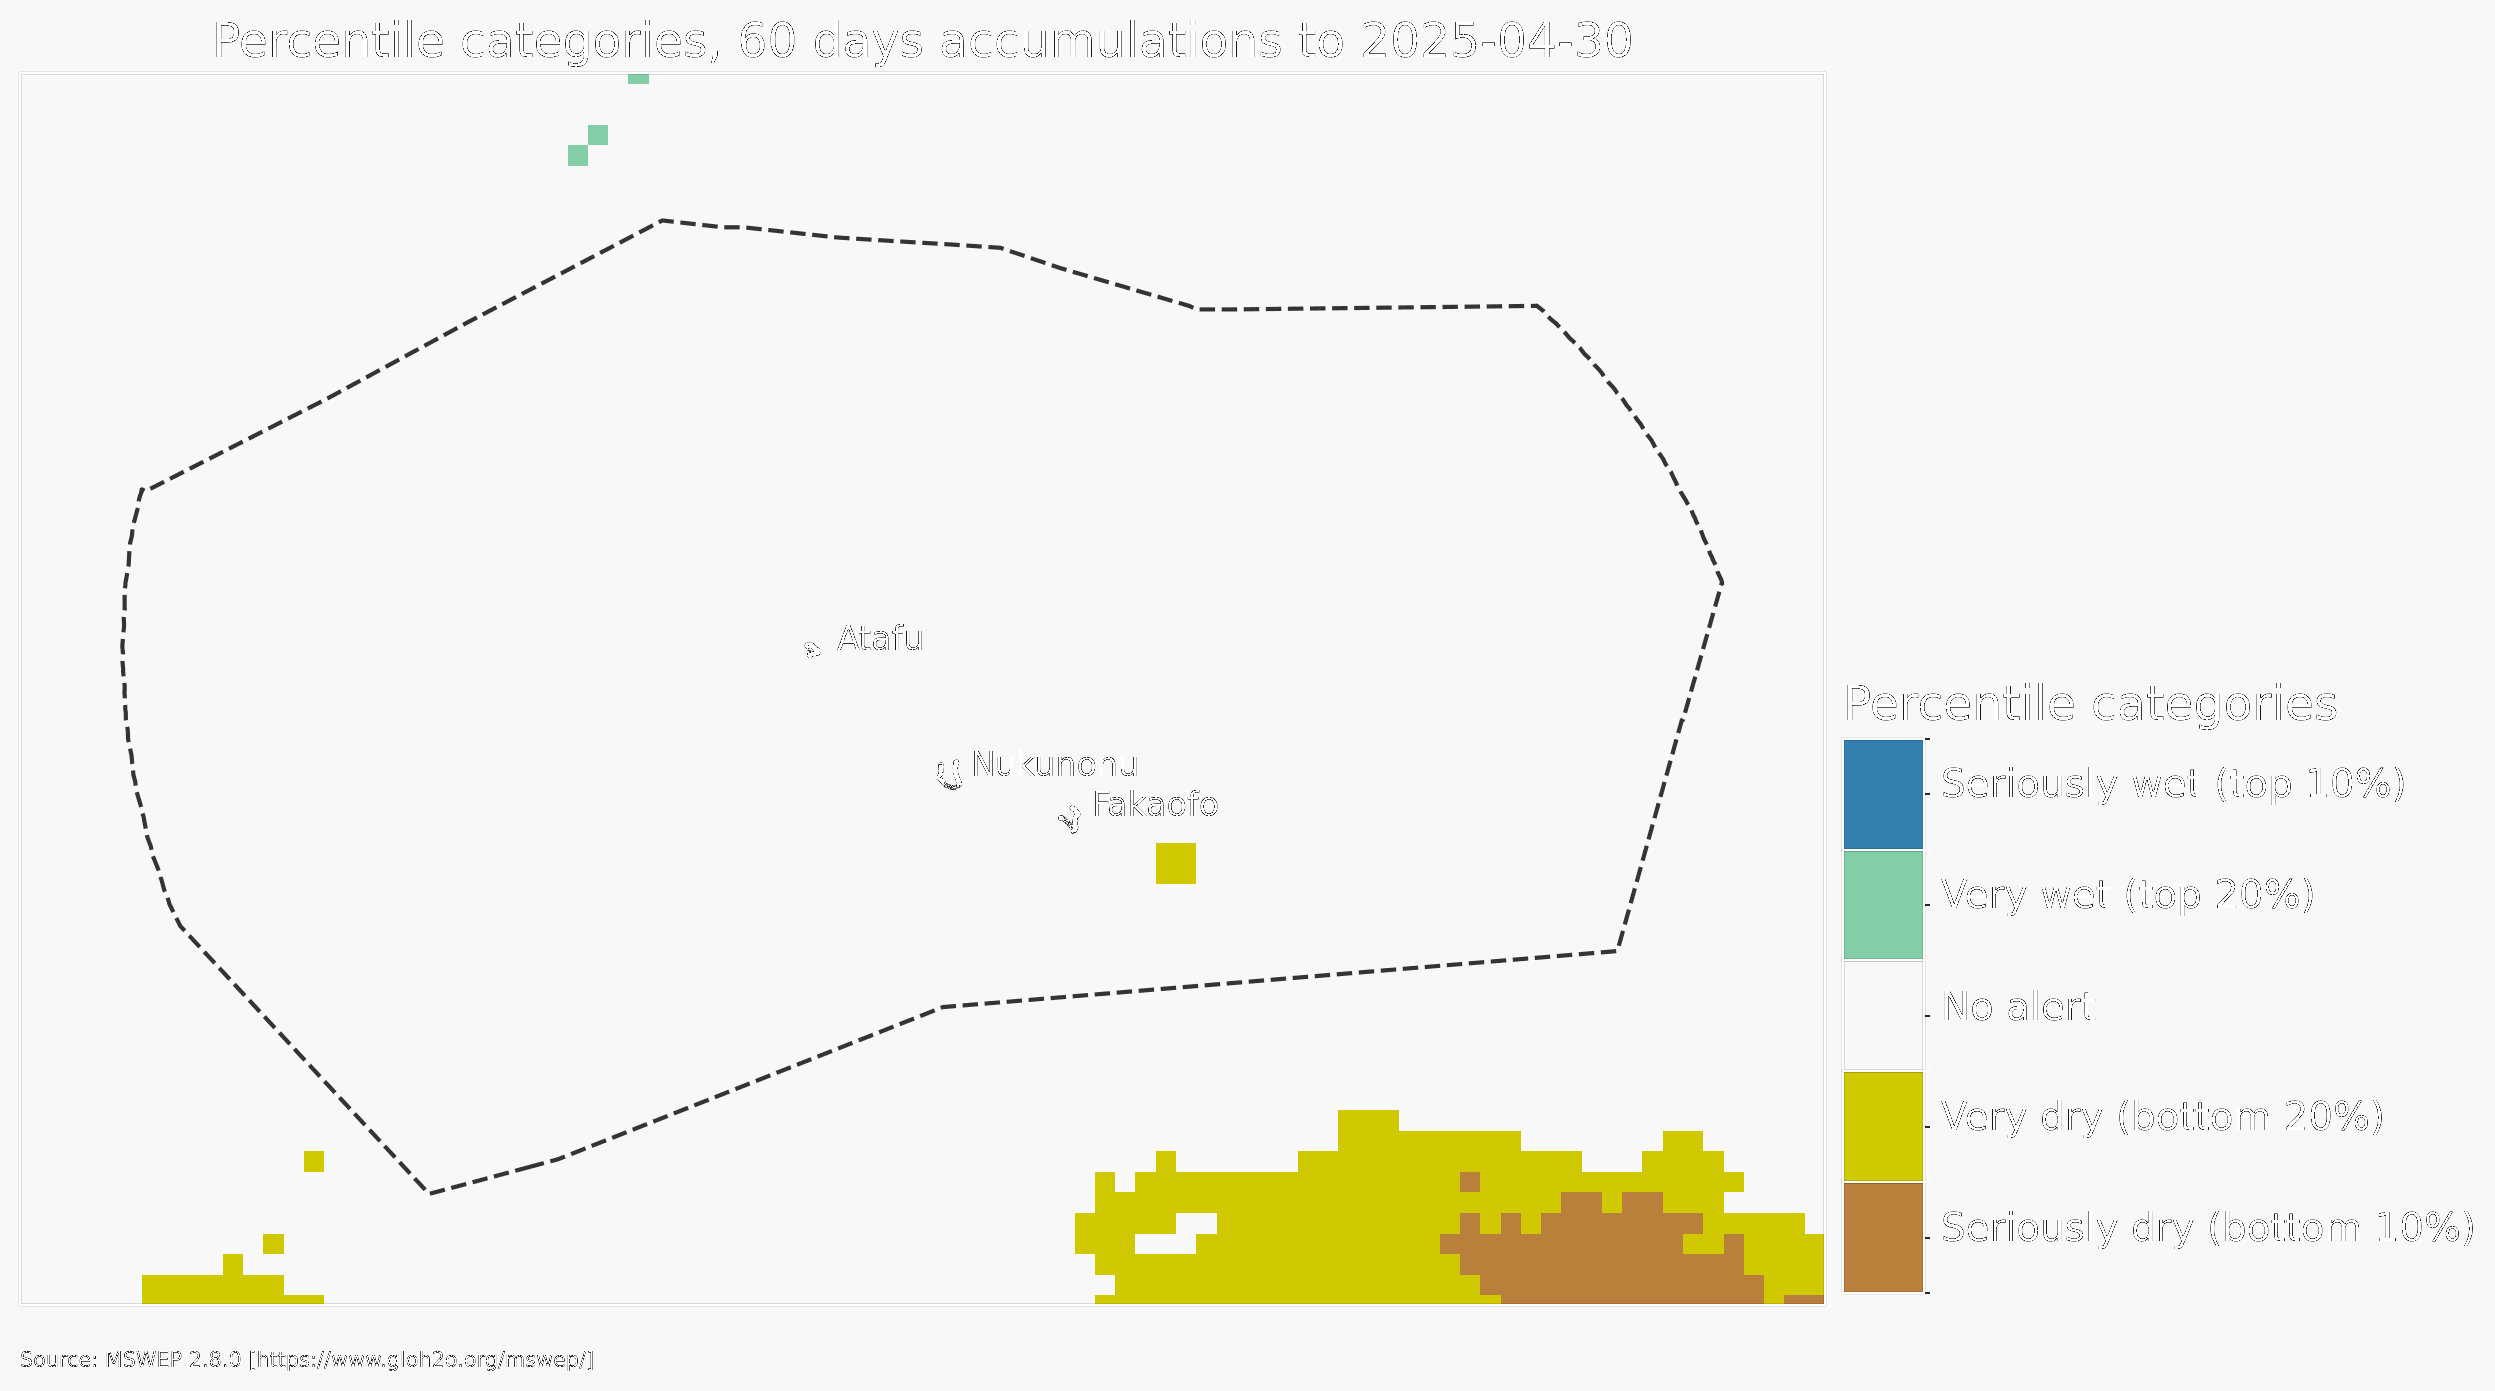 Percentile categories, 60 days accumulations to 2025-04-30
Atafu
Nukunonu
Fakaofo
Percentile categories
Seriously wet (top 10%)
Very wet (top 20%)
No alert
Very dry (bottom 20%)
Seriously dry (bottom 10%)
Source: MSWEP 2.8.0 [https://www.gloh2o.org/mswep/]